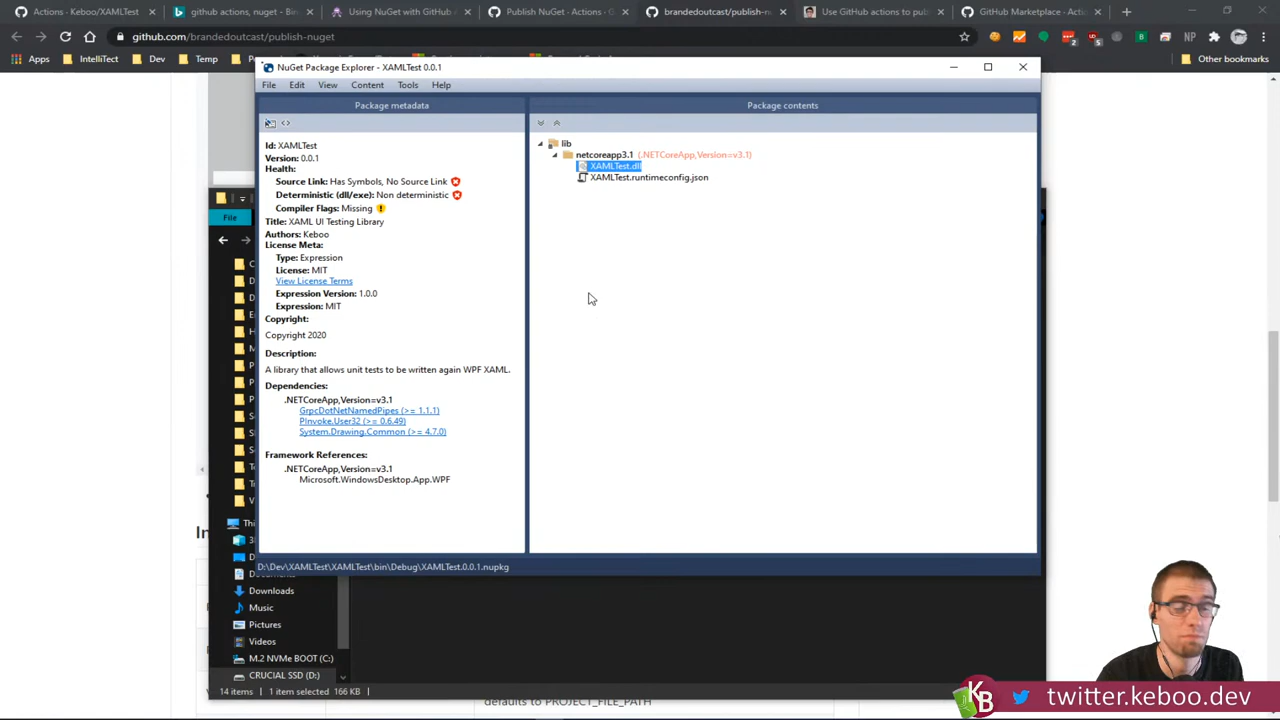 Actions - Keboo/XAMLTest
github actions, nuget - Bin
Using NuGet with GitHub
Publish NuGet - Actions - G
brandedoutcast/publish-nu
Use GitHub actions to pub
GitHub Marketplace - Acti
github.com/brandedoutcast/publish-nuget
Apps
IntelliTect
Dev
Temp
Other bookmarks
NuGet Package Explorer - XAMLTest 0.0.1
File Edit View Content Tools Help
Package metadata
Package contents
Id: XAMLTest
Version: 0.0.1
Health:
Source Link: Has Symbols, No Source Link
Deterministic (dll/exe): Non deterministic
Compiler Flags: Missing
Title: XAML UI Testing Library
Authors: Keboo
License Meta:
Type: Expression
License: MIT
View License Terms
Expression Version: 1.0.0
Expression: MIT
Copyright:
Copyright 2020
Description:
A library that allows unit tests to be written again WPF XAML.
Dependencies:
.NETCoreApp,Version=v3.1
GrpcDotNetNamedPipes (>= 1.1.1)
PInvoke.User32 (>= 0.6.49)
System.Drawing.Common (>= 4.7.0)
Framework References:
.NETCoreApp,Version=v3.1
Microsoft.WindowsDesktop.App.WPF
lib
netcoreapp3.1 (.NETCoreApp,Version=v3.1)
XAMLTest.dll
XAMLTest.runtimeconfig.json
D:\Dev\XAMLTest\XAMLTest\bin\Debug\XAMLTest.0.0.1.nupkg
File
Thi
Documents
Downloads
Music
Pictures
Videos
M.2 NVMe BOOT (C:)
CRUCIAL SSD (D:)
14 items
1 item selected 166 KB
defaults to PROJECT_FILE_PATH
KB
twitter.keboo.dev